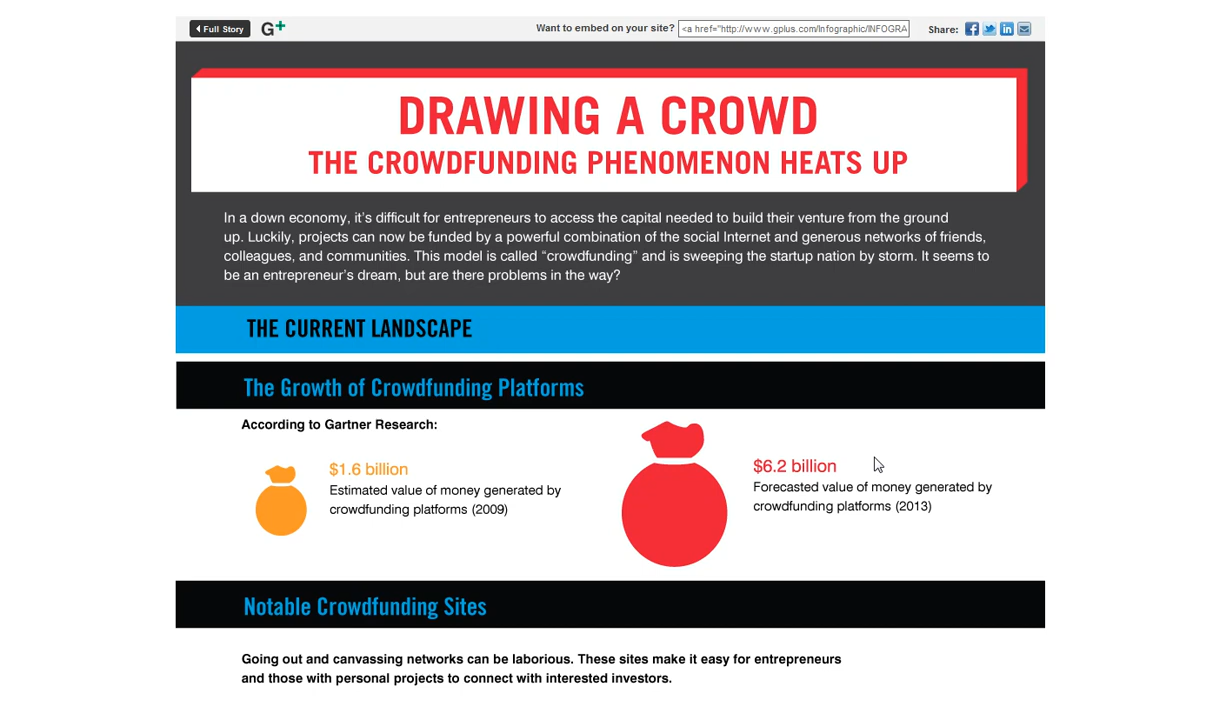 Full Story
G+
Want to embed on your site?
<a href="http://www.gplus.com/Infographic/INFOGRA
Share:
DRAWING A CROWD
THE CROWDFUNDING PHENOMENON HEATS UP
In a down economy, it's difficult for entrepreneurs to access the capital needed to build their venture from the ground
up. Luckily, projects can now be funded by a powerful combination of the social Internet and generous networks of friends,
colleagues, and communities. This model is called “crowdfunding” and is sweeping the startup nation by storm. It seems to
be an entrepreneur's dream, but are there problems in the way?
THE CURRENT LANDSCAPE
The Growth of Crowdfunding Platforms
According to Gartner Research:
$1.6 billion
Estimated value of money generated by
crowdfunding platforms (2009)
$6.2 billion
Forecasted value of money generated by
crowdfunding platforms (2013)
Notable Crowdfunding Sites
Going out and canvassing networks can be laborious. These sites make it easy for entrepreneurs
and those with personal projects to connect with interested investors.